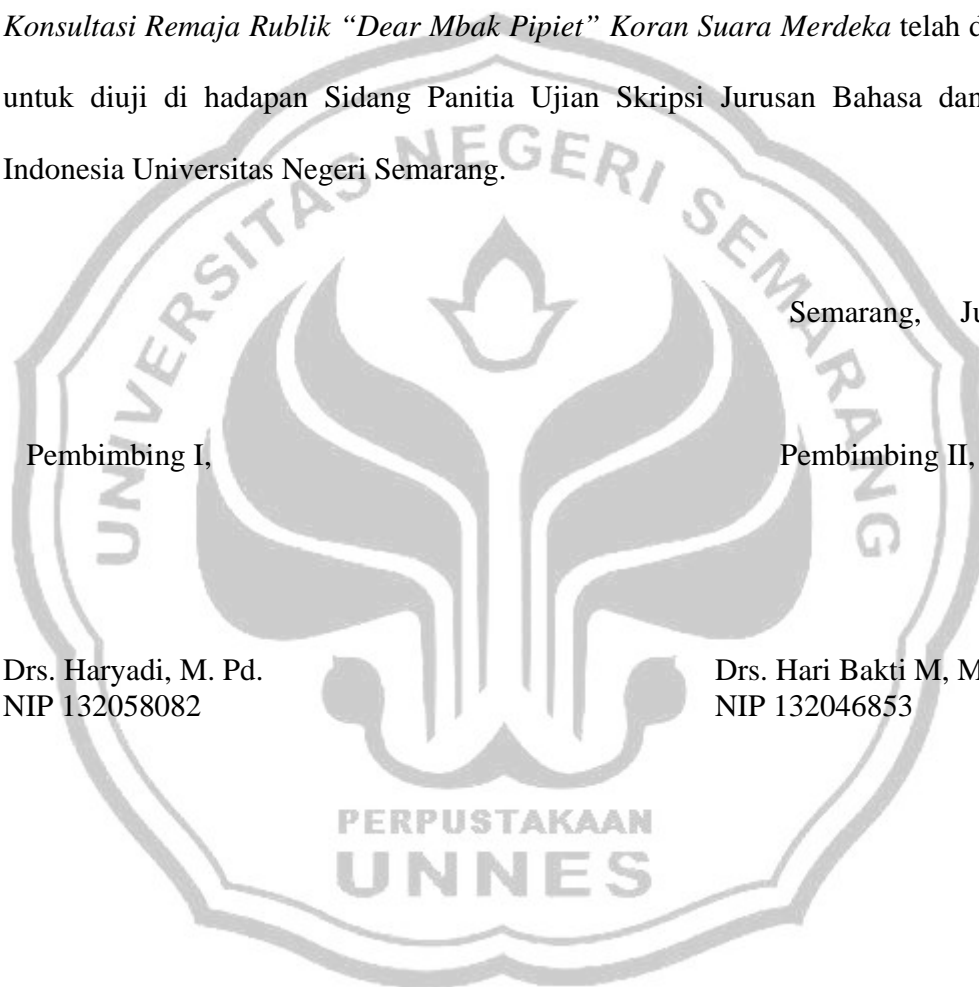 Konsultasi Remaja Rublik “Dear Mbak Pipiet” Koran Suara Merdeka telah
untuk diuji di hadapan Sidang Panitia Ujian Skripsi Jurusan Bahasa dan
Indonesia Universitas Negeri Semarang.
UNIVERSITAS NEGERI SEMARANG
Semarang,
Pembimbing I, Pembimbing II,
Drs. Haryadi, M. Pd. Drs. Hari Bakti M,
NIP 132058082 NIP 132046853
PERPUSTAKAAN
UNNES